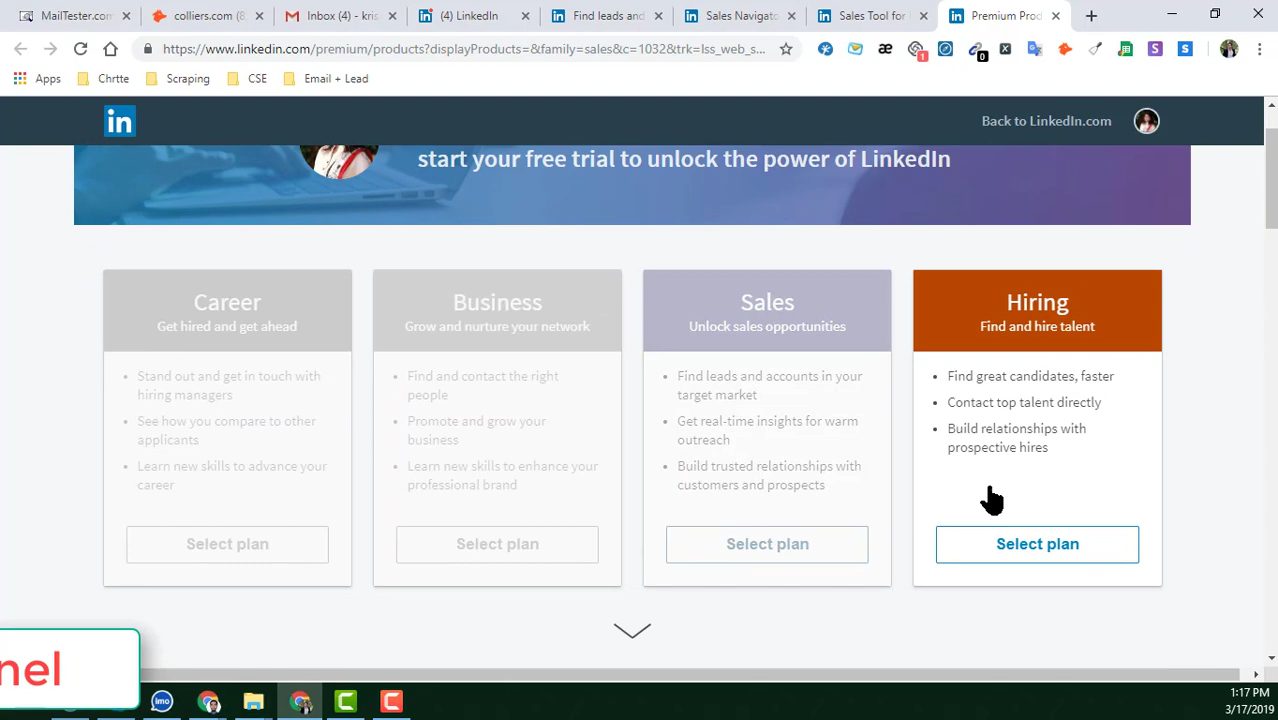 MailTester.com
colliers.com (8
Inbox (4) - kris
(4) LinkedIn
Find leads and
Sales Navigato
Sales Tool for
Premium Prod
https://www.linkedin.com/premium/products?displayProducts=&family=sales&c=1032&trk=lss_web_s...
1
0
Apps
Chrtte
Scraping
CSE
Email + Lead
in
Back to LinkedIn.com
start your free trial to unlock the power of LinkedIn
Career
Get hired and get ahead
Stand out and get in touch with
hiring managers
See how you compare to other
applicants
Learn new skills to advance your
career
Select plan
Business
Grow and nurture your network
Find and contact the right
people
Promote and grow your
business
Learn new skills to enhance your
professional brand
Select plan
Sales
Unlock sales opportunities
Find leads and accounts in your
target market
Get real-time insights for warm
outreach
Build trusted relationships with
customers and prospects
Select plan
Hiring
Find and hire talent
Find great candidates, faster
Contact top talent directly
Build relationships with
prospective hires
Select plan
nel
imo
1:17 PM
3/17/2019